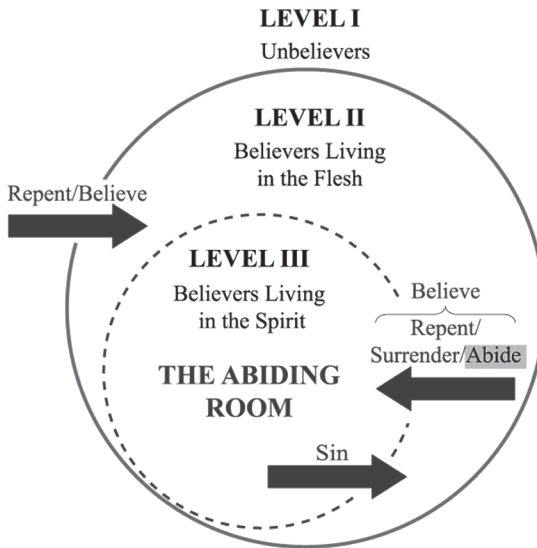 LEVEL I
Unbelievers
LEVEL II
Believers Living
in the Flesh
Repent/Believe
LEVEL III
Believers Living
in the Spirit
Believe
Repent/
Surrender/Abide
THE ABIDING
ROOM
Sin